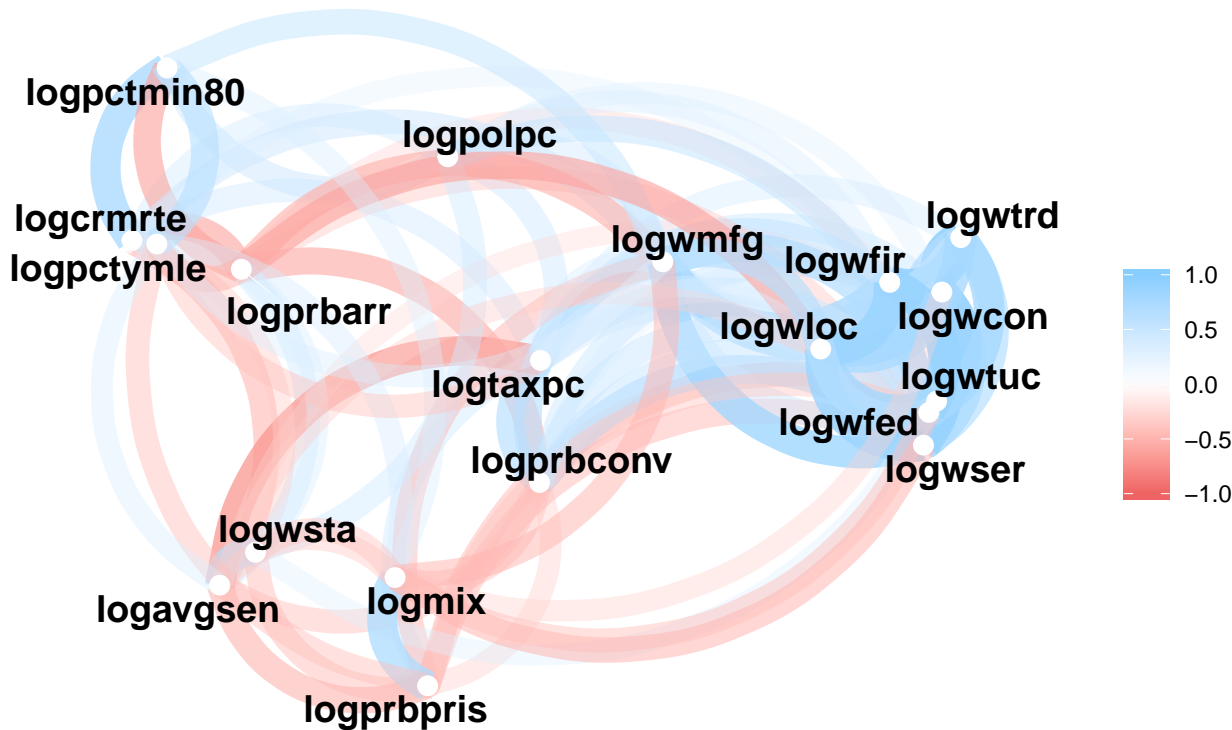 logpctmin80
logpolpc
logcrmrte
logpctymle
logprbarr
logwmfg
logwtrd
logwfir
logwcon
logwloc
logtaxpc
logwtuc
logwfed
logprbconv
logwser
logwsta
logavgsen
logmix
logprbpris
1.0
0.5
0.0
−0.5
−1.0